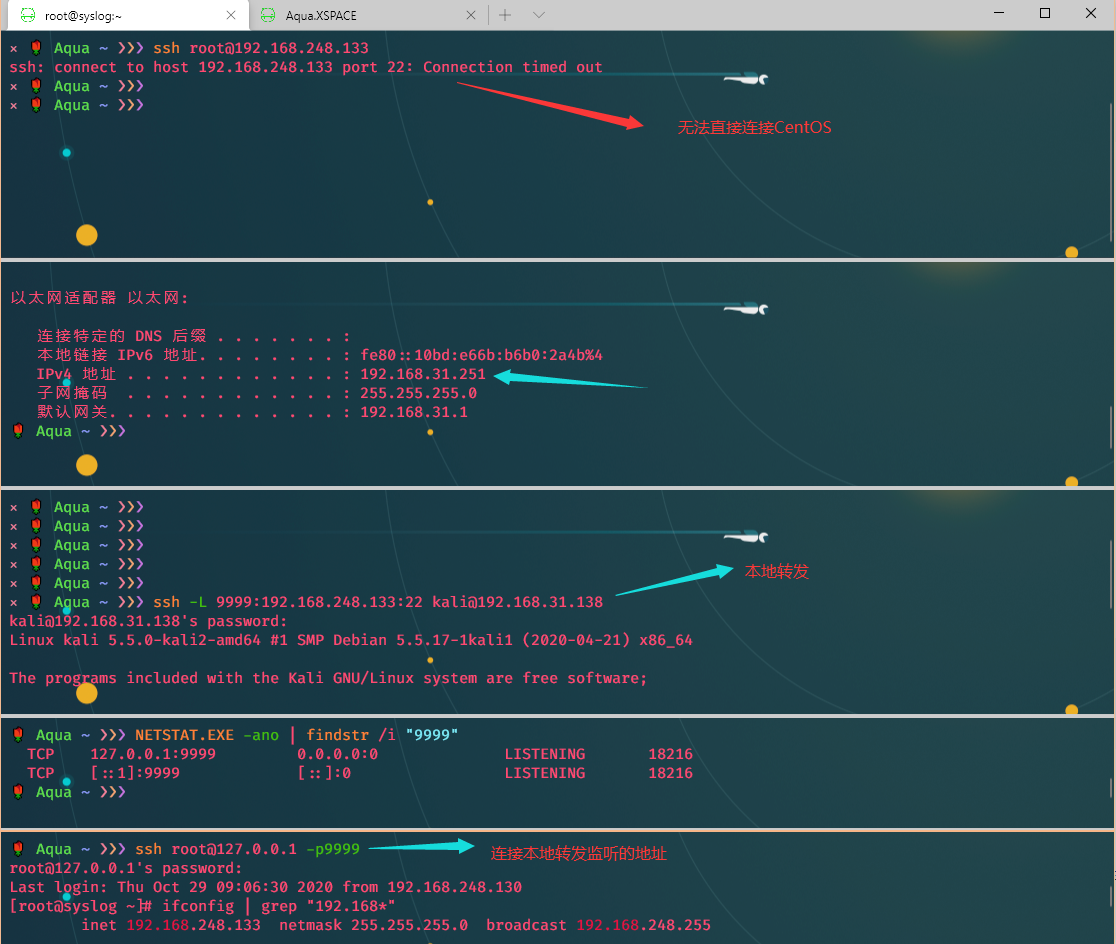 root@syslog:~
Aqua.XSPACE
× Aqua ~ ❯❯❯ ssh root@192.168.248.133
ssh: connect to host 192.168.248.133 port 22: Connection timed out
× Aqua ~ ❯❯❯
× Aqua ~ ❯❯❯
无法直接连接CentOS
以太网适配器 以太网:
连接特定的 DNS 后缀 . . . . . . . :
本地链接 IPv6 地址. . . . . . . . : fe80::10bd:e66b:b6b0:2a4b%4
IPv4 地址 . . . . . . . . . . . . : 192.168.31.251
子网掩码 . . . . . . . . . . . . : 255.255.255.0
默认网关. . . . . . . . . . . . . : 192.168.31.1
Aqua ~ ❯❯❯
× Aqua ~ ❯❯❯
× Aqua ~ ❯❯❯
× Aqua ~ ❯❯❯
× Aqua ~ ❯❯❯
× Aqua ~ ❯❯❯
× Aqua ~ ❯❯❯ ssh -L 9999:192.168.248.133:22 kali@192.168.31.138
本地转发
kali@192.168.31.138's password:
Linux kali 5.5.0-kali2-amd64 #1 SMP Debian 5.5.17-1kali1 (2020-04-21) x86_64
The programs included with the Kali GNU/Linux system are free software;
Aqua ~ ❯❯❯ NETSTAT.EXE -ano | findstr /i "9999"
TCP 127.0.0.1:9999 0.0.0.0:0 LISTENING 18216
TCP [::1]:9999 [::]:0 LISTENING 18216
Aqua ~ ❯❯❯
Aqua ~ ❯❯❯ ssh root@127.0.0.1 -p9999
连接本地转发监听的地址
root@127.0.0.1's password:
Last login: Thu Oct 29 09:06:30 2020 from 192.168.248.130
[root@syslog ~]# ifconfig | grep "192.168*"
inet 192.168.248.133 netmask 255.255.255.0 broadcast 192.168.248.255